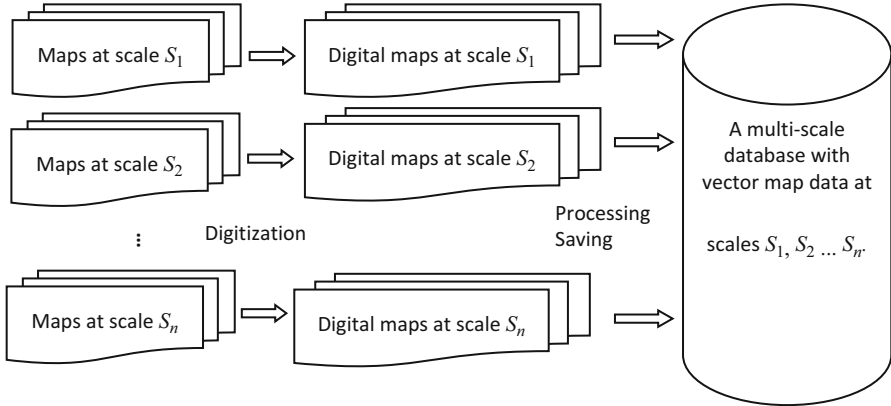 Maps at scale S1
Digital maps at scale S1
Maps at scale S2
Digital maps at scale S2
A multi-scale
database with
vector map data at
scales S1, S2 ... Sn.
...
Digitization
Processing
Saving
Maps at scale Sn
Digital maps at scale Sn